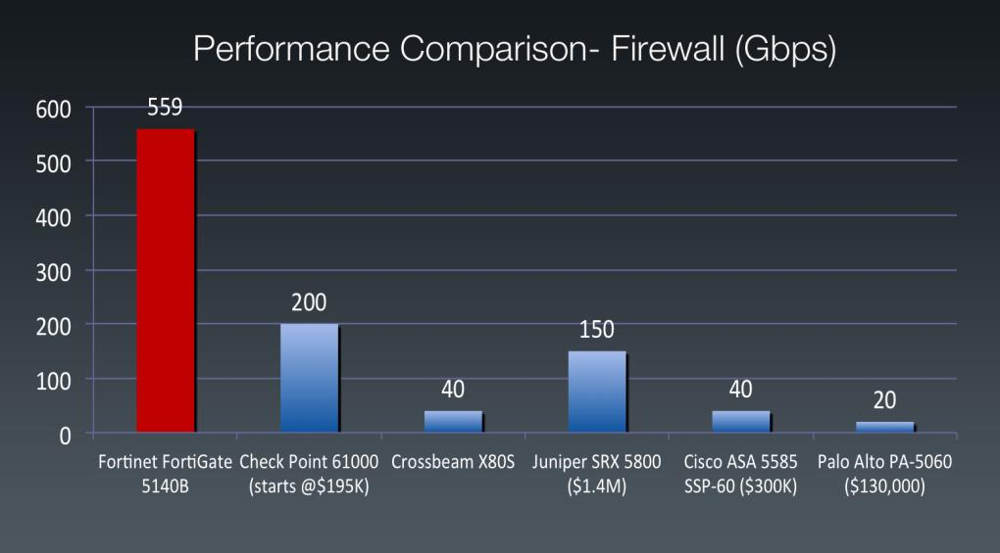 Performance Comparison- Firewall (Gbps)
600
500
400
300
200
100
0
559
200
40
150
40
20
Fortinet FortiGate
5140B
Check Point 61000
(starts @$195K)
Crossbeam X80S
Juniper SRX 5800
($1.4M)
Cisco ASA 5585
SSP-60 ($300K)
Palo Alto PA-5060
($130,000)